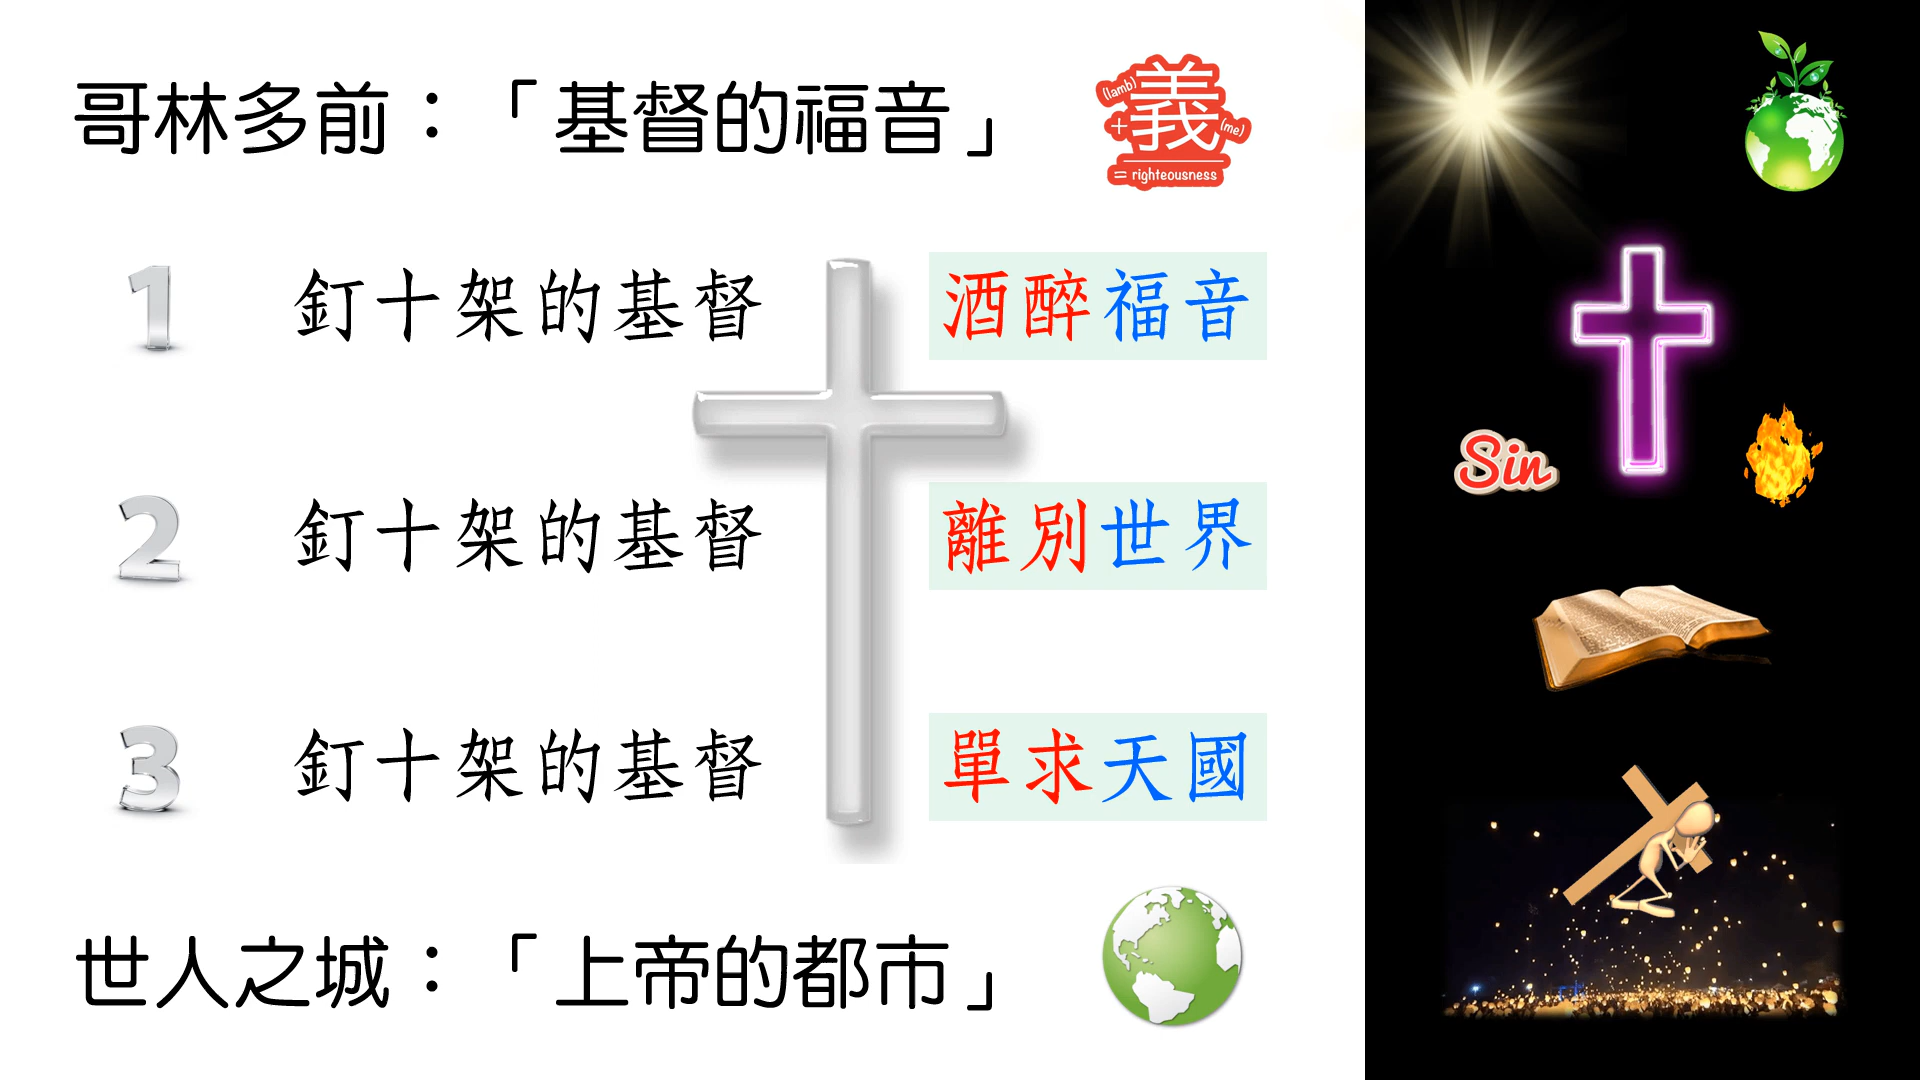 哥林多前：「基督的福音」
(lamb)
義
+
(me)
= righteousness
1 釘十架的基督 酒醉福音
2 釘十架的基督 離別世界
3 釘十架的基督 單求天國
世人之城：「上帝的都市」
Sin